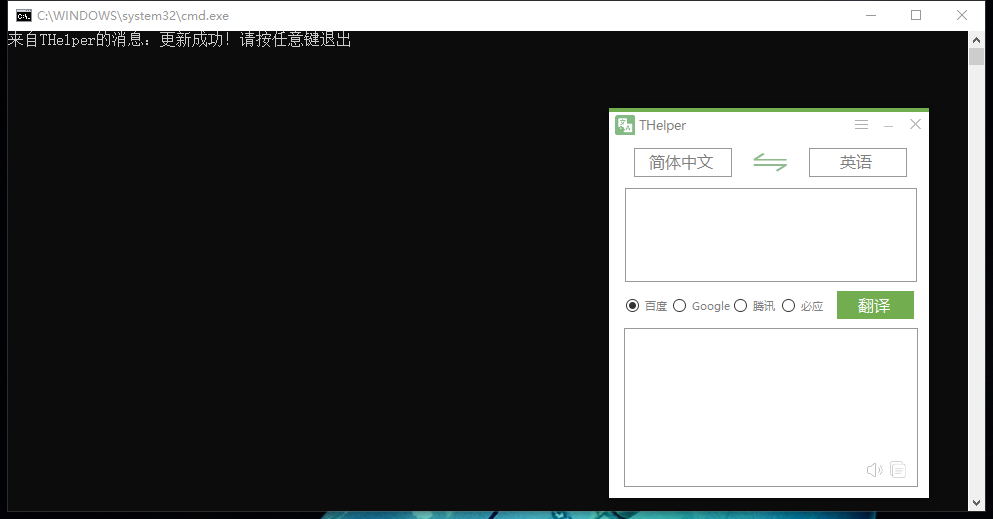 C:\WINDOWS\system32\cmd.exe
来自THelper的消息：更新成功！请按任意键退出
THelper
简体中文 英语
百度 Google 腾讯 必应 翻译